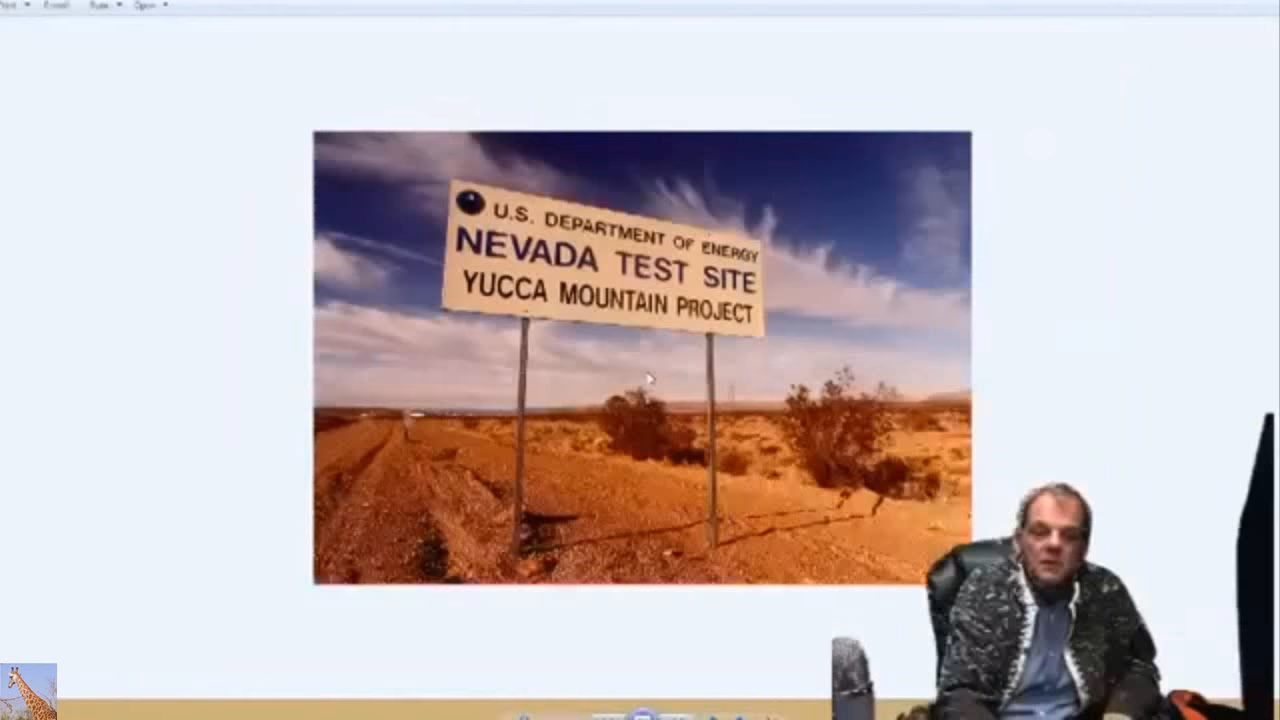 U.S. DEPARTMENT OF ENERGY
NEVADA TEST SITE
YUCCA MOUNTAIN PROJECT